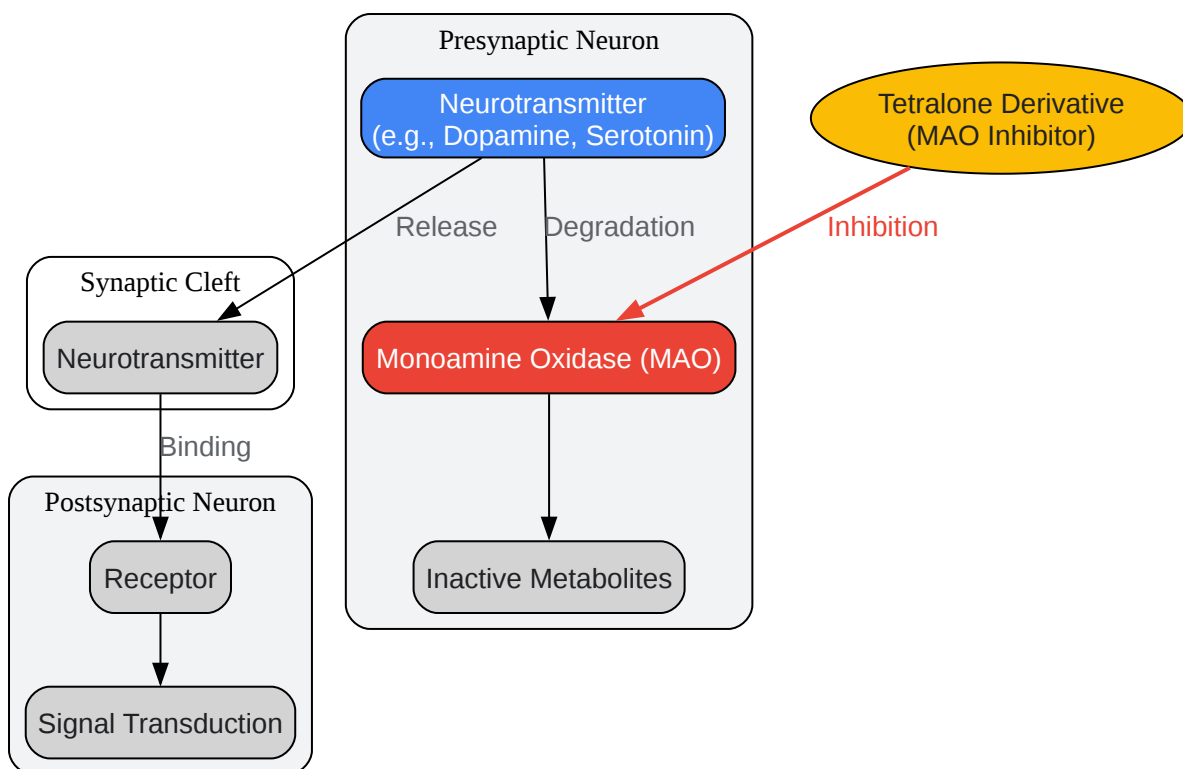 Presynaptic Neuron
Neurotransmitter
(e.g., Dopamine, Serotonin)
Tetralone Derivative
(MAO Inhibitor)
Release
Degradation
Inhibition
Synaptic Cleft
Neurotransmitter
Monoamine Oxidase (MAO)
Binding
Postsynaptic Neuron
Receptor
Inactive Metabolites
Signal Transduction